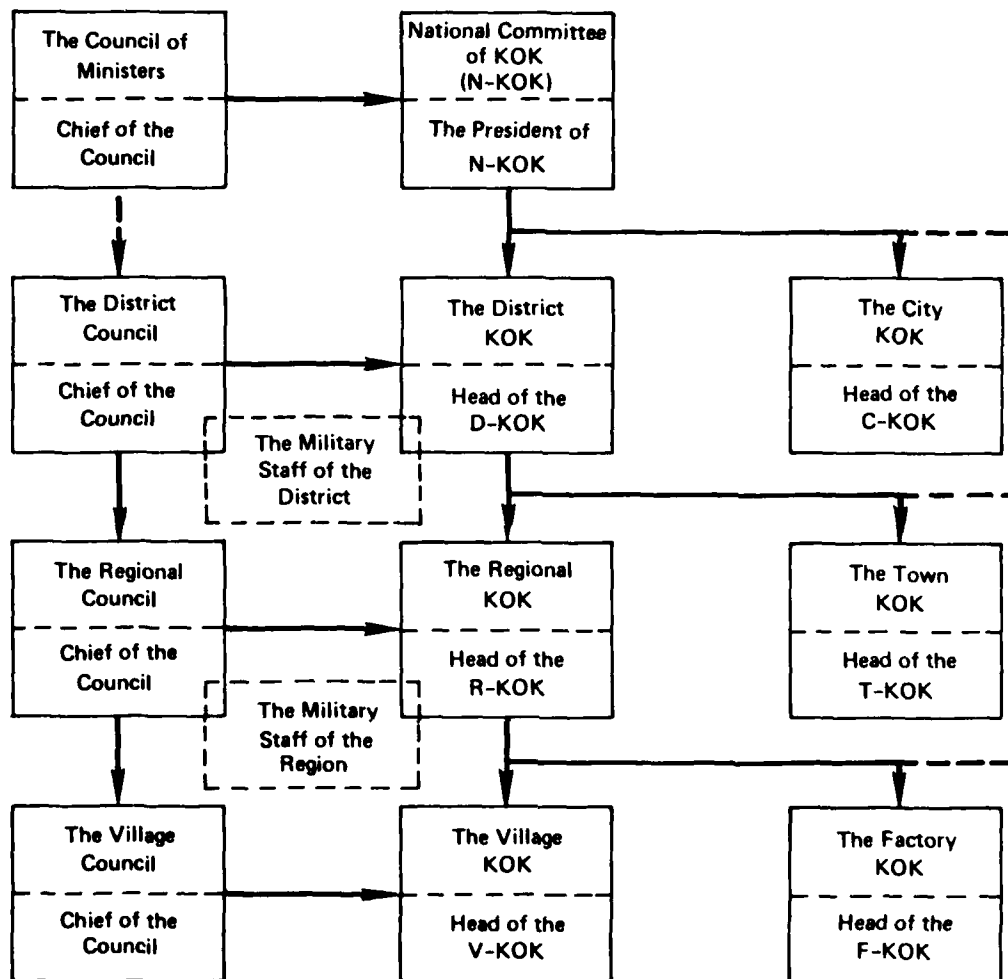 The Council of
Ministers
Chief of the
Council
National Committee
of KOK
(N-KOK)
The President of
N-KOK
The District
Council
Chief of the
Council
The Military
Staff of the
District
The District
KOK
Head of the
D-KOK
The City
KOK
Head of the
C-KOK
The Regional
Council
Chief of the
Council
The Military
Staff of the
Region
The Regional
KOK
Head of the
R-KOK
The Town
KOK
Head of the
T-KOK
The Village
Council
Chief of the
Council
The Village
KOK
Head of the
V-KOK
The Factory
KOK
Head of the
F-KOK